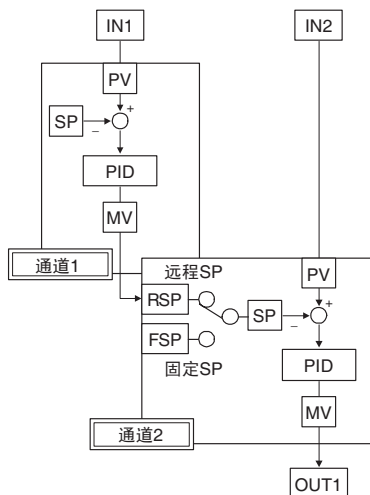 IN1
IN2
PV
SP
+
−
PID
MV
通道1
远程SP
RSP
FSP
固定SP
SP
PV
+
−
PID
MV
通道2
OUT1